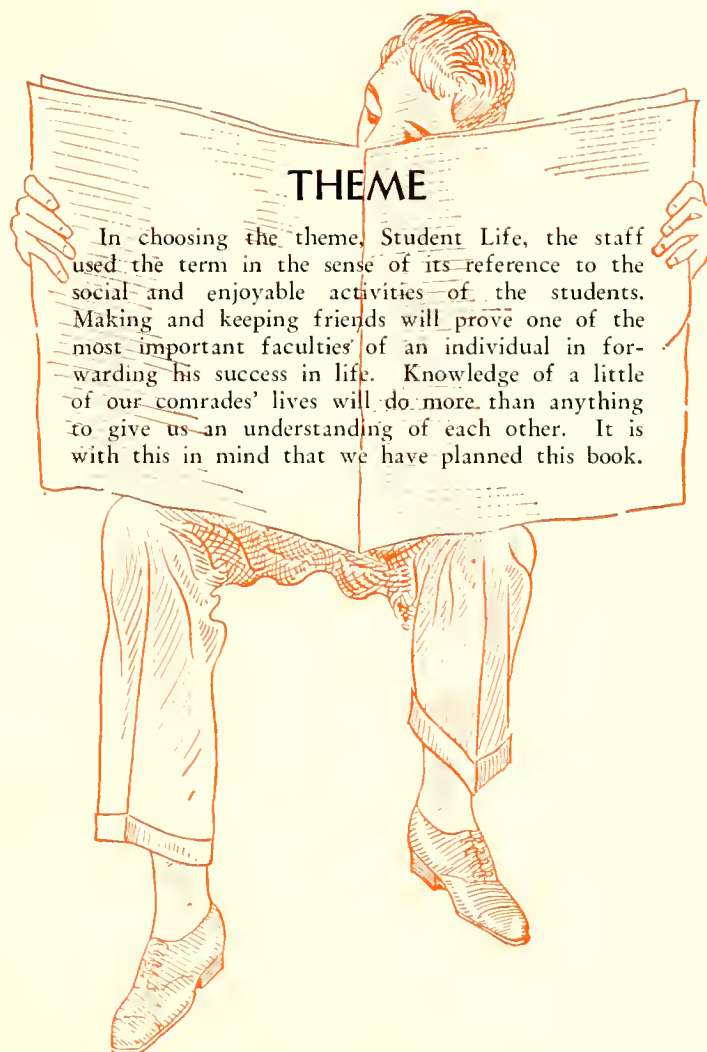 THEME
In choosing the theme, Student Life, the staff
used the term in the sense of its reference to the
social and enjoyable activities of the students.
Making and keeping friends will prove one of the
most important faculties of an individual in for-
warding his success in life. Knowledge of a little
of our comrades' lives will do more than anything
to give us an understanding of each other. It is
with this in mind that we have planned this book.